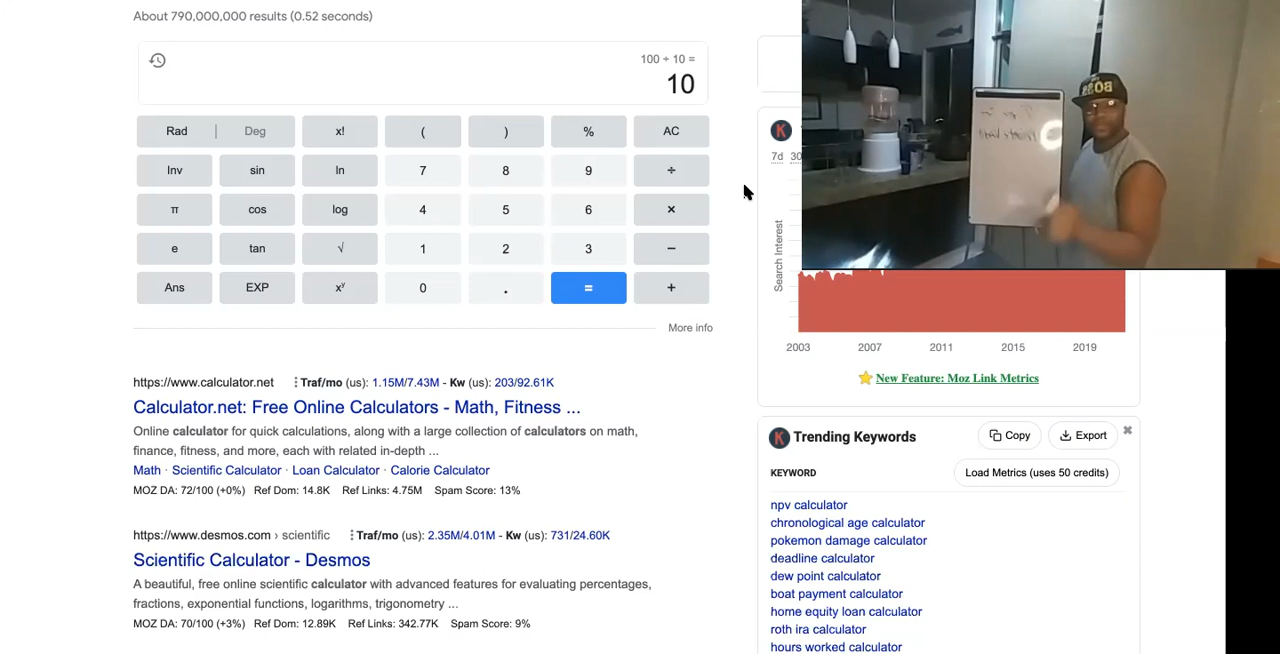 About 790,000,000 results (0.52 seconds)
100 ÷ 10 =
10
Rad | Deg x! ( ) % AC
Inv sin ln 7 8 9 ÷
π cos log 4 5 6 ×
e tan √ 1 2 3 −
Ans EXP xʸ 0 . = +
More info
https://www.calculator.net Traf/mo (us): 1.15M/7.43M - Kw (us): 203/92.61K
Calculator.net: Free Online Calculators - Math, Fitness ...
Online calculator for quick calculations, along with a large collection of calculators on math,
finance, fitness, and more, each with related in-depth ...
Math · Scientific Calculator · Loan Calculator · Calorie Calculator
MOZ DA: 72/100 (+0%) Ref Dom: 14.8K Ref Links: 4.75M Spam Score: 13%
https://www.desmos.com › scientific Traf/mo (us): 2.35M/4.01M - Kw (us): 731/24.60K
Scientific Calculator - Desmos
A beautiful, free online scientific calculator with advanced features for evaluating percentages,
fractions, exponential functions, logarithms, trigonometry ...
MOZ DA: 70/100 (+3%) Ref Dom: 12.89K Ref Links: 342.77K Spam Score: 9%
K
7d 30
Search Interest
2003 2007 2011 2015 2019
New Feature: Moz Link Metrics
K Trending Keywords Copy Export
KEYWORD Load Metrics (uses 50 credits)
npv calculator
chronological age calculator
pokemon damage calculator
deadline calculator
dew point calculator
boat payment calculator
home equity loan calculator
roth ira calculator
hours worked calculator